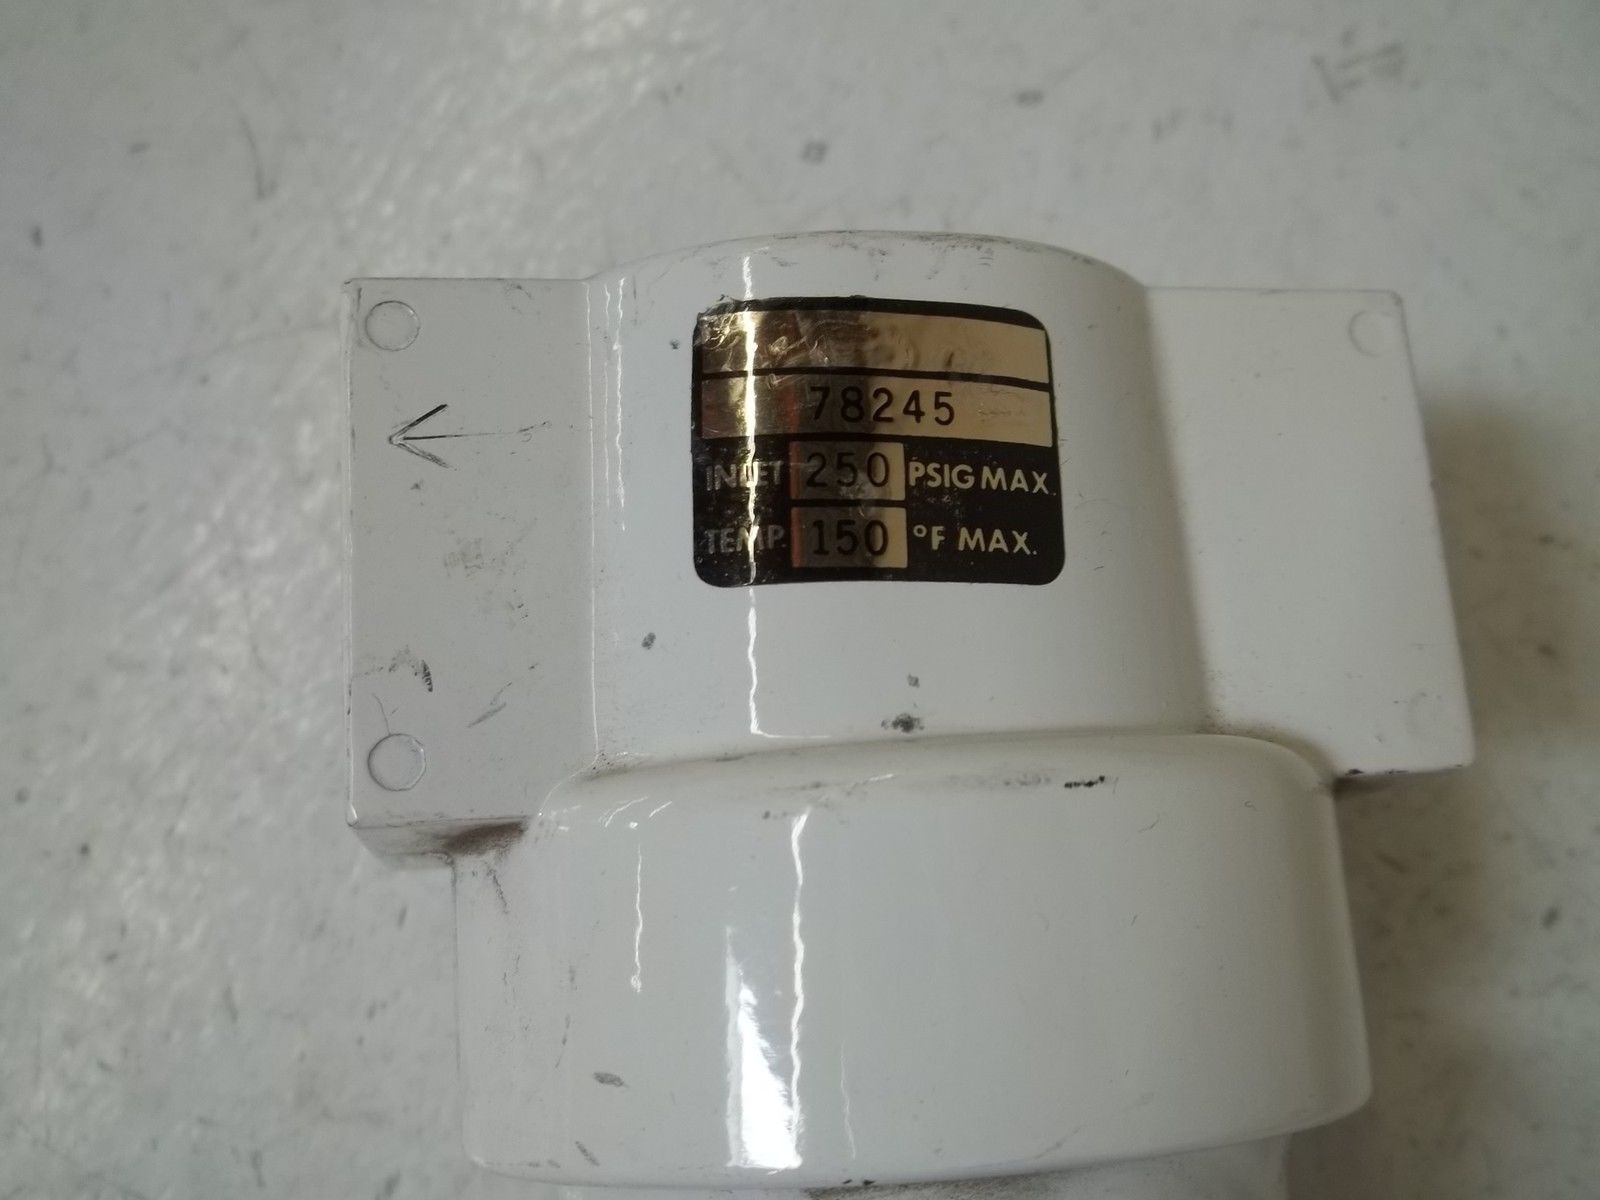 78245
INLET 250 PSIG MAX.
TEMP. 150 °F MAX.